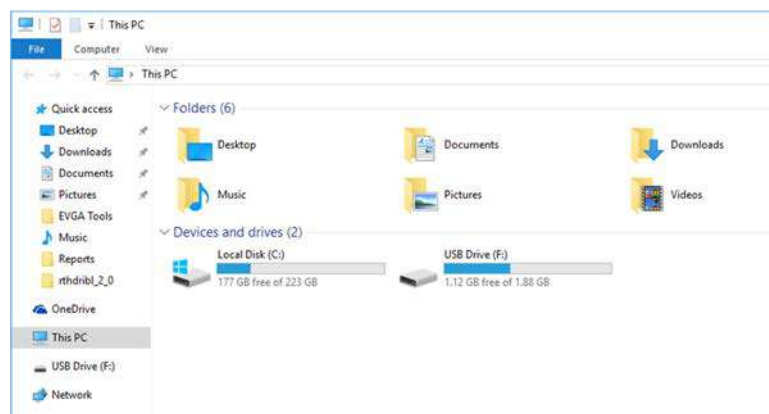 This PC
File Computer View
This PC
Quick access
Desktop
Downloads
Documents
Pictures
EVGA Tools
Music
Reports
rthdribl_2_0
OneDrive
This PC
USB Drive (F:)
Network
Folders (6)
Desktop Documents Downloads
Music Pictures Videos
Devices and drives (2)
Local Disk (C:) USB Drive (F:)
177 GB free of 223 GB 1.12 GB free of 1.88 GB